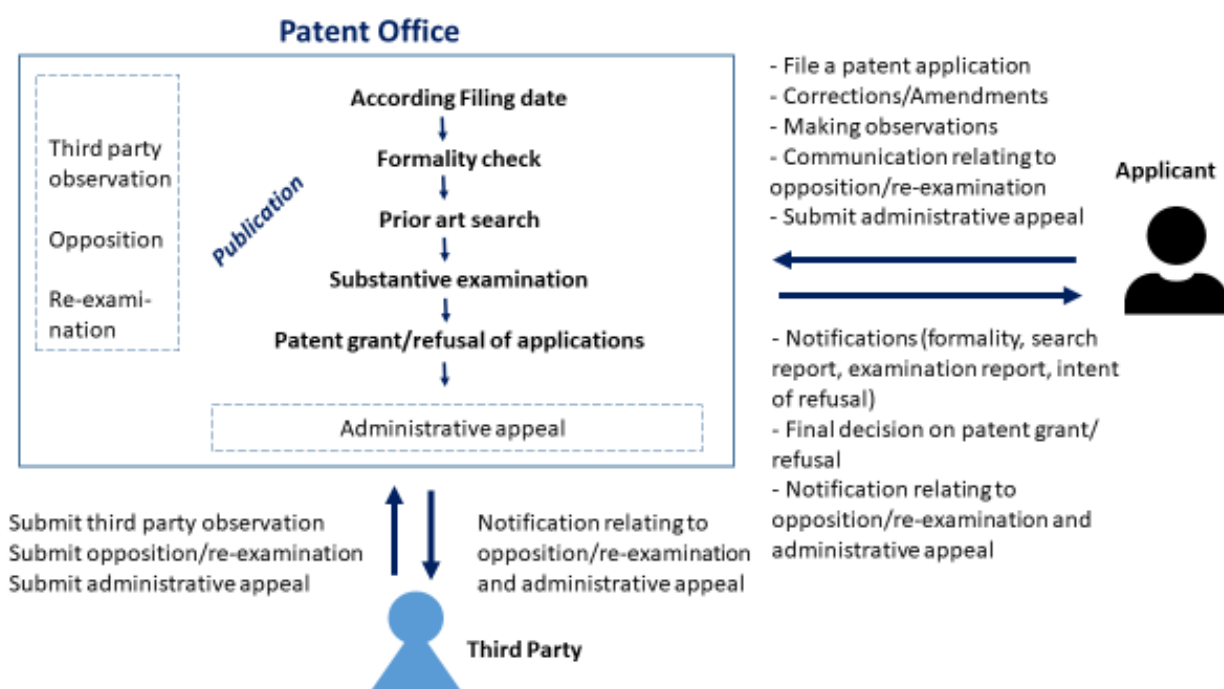 Patent Office
Third party
observation
Opposition
Re-exami-
nation
Publication
According Filing date
Formality check
Prior art search
Substantive examination
Patent grant/refusal of applications
Administrative appeal
- File a patent application
- Corrections/Amendments
- Making observations
- Communication relating to
opposition/re-examination
- Submit administrative appeal
Applicant
- Notifications (formality, search
report, examination report, intent
of refusal)
- Final decision on patent grant/
refusal
- Notification relating to
opposition/re-examination and
administrative appeal
Submit third party observation
Submit opposition/re-examination
Submit administrative appeal
Notification relating to
opposition/re-examination
and administrative appeal
Third Party